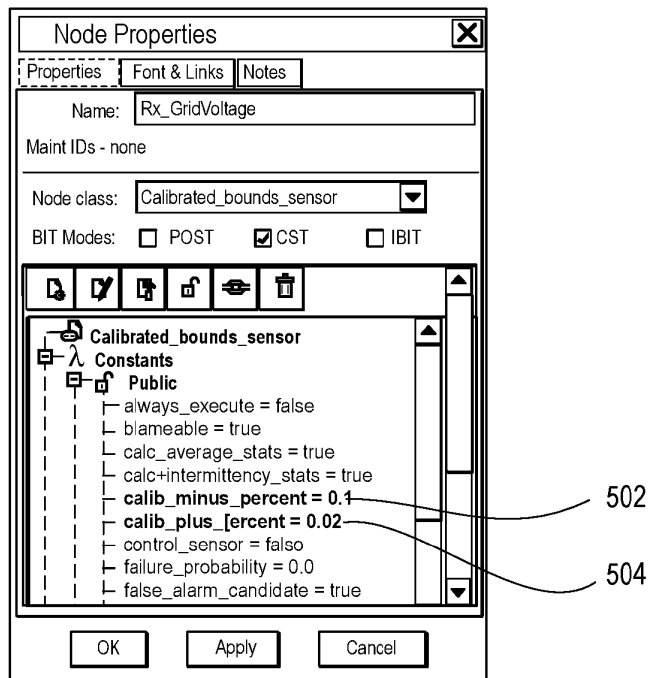 Node Properties
Properties Font & Links Notes
Name: Rx_GridVoltage
Maint IDs - none
Node class: Calibrated_bounds_sensor
BIT Modes: POST CST IBIT
Calibrated_bounds_sensor
λ Constants
Public
always_execute = false
blameable = true
calc_average_stats = true
calc+intermittency_stats = true
calib_minus_percent = 0.1
502
calib_plus_[ercent = 0.02
control_sensor = falso
504
failure_probability = 0.0
false_alarm_candidate = true
OK Apply Cancel